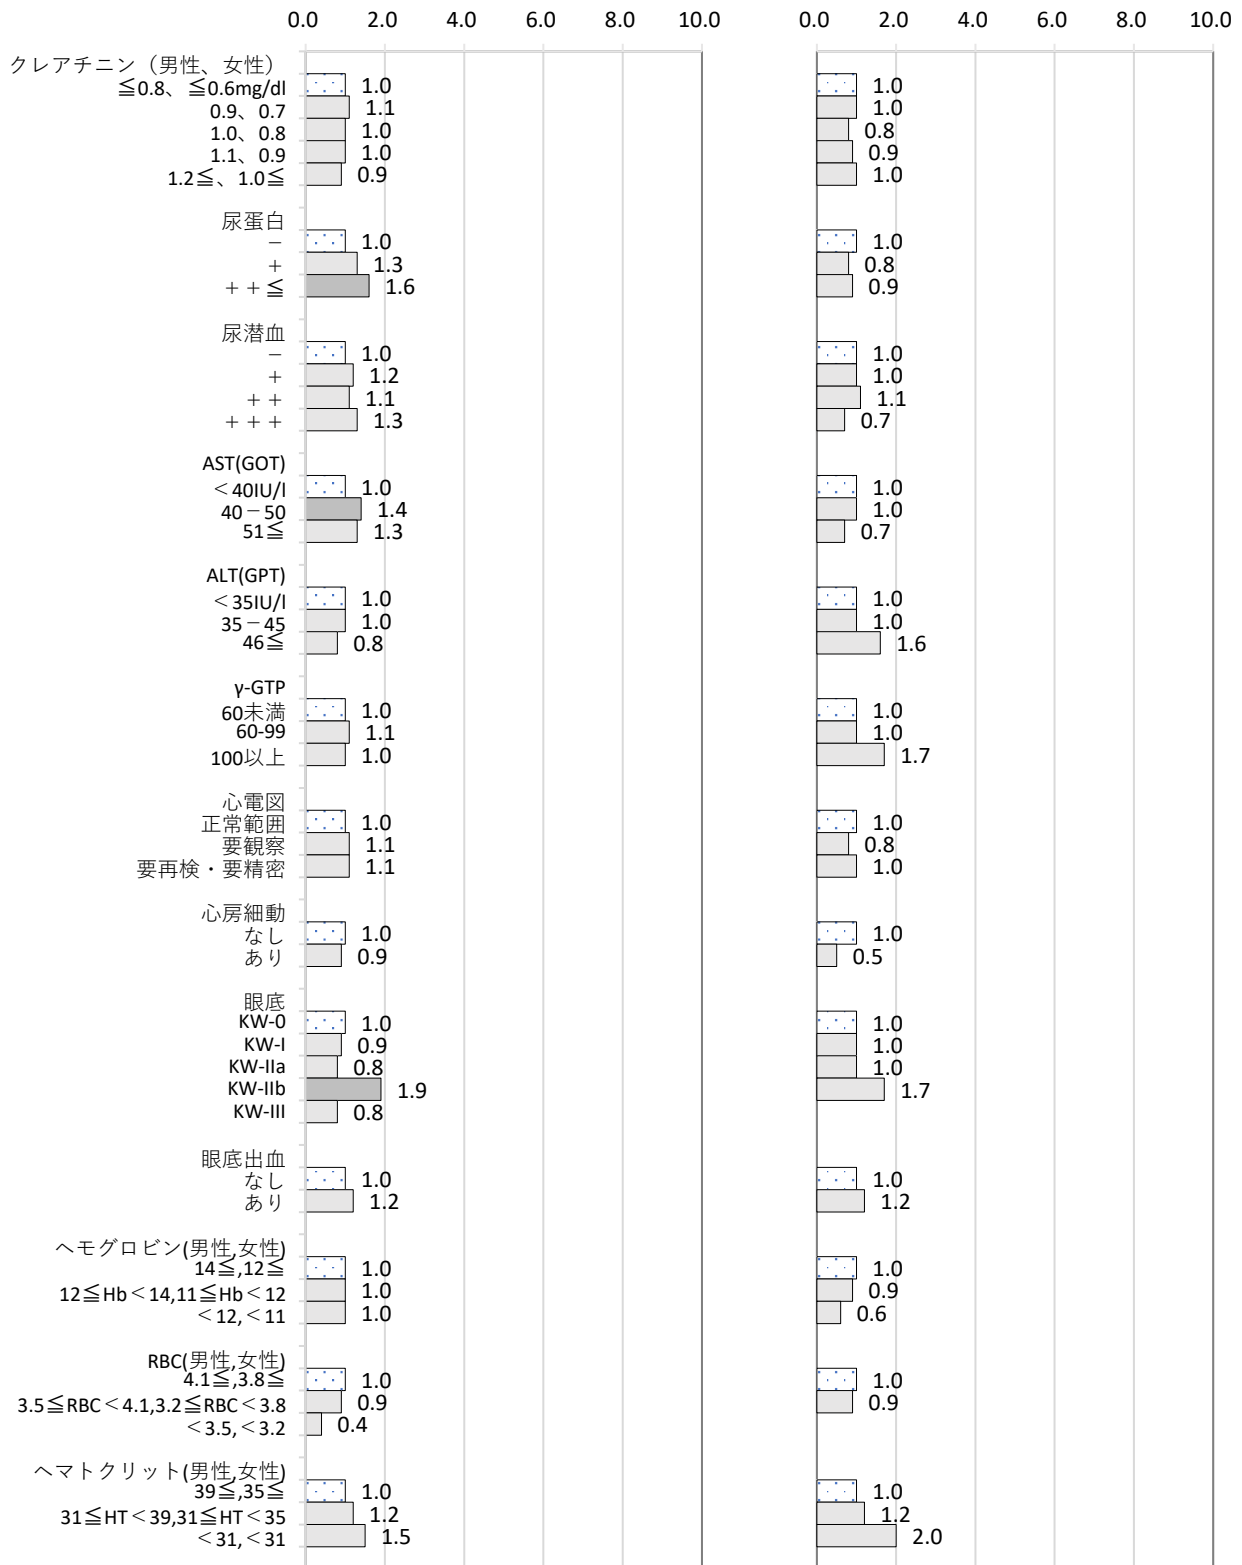 0.0 2.0 4.0 6.0 8.0 10.0 0.0 2.0 4.0 6.0 8.0 10.0
クレアチニン（男性、女性）
≦0.8、≦0.6mg/dl 1.0 1.0
0.9、0.7 1.1 1.0
1.0、0.8 1.0 0.8
1.1、0.9 1.0 0.9
1.2≦、1.0≦ 0.9 1.0
尿蛋白
− 1.0 1.0
+ 1.3 0.8
++≦ 1.6 0.9
尿潜血
− 1.0 1.0
+ 1.2 1.0
++ 1.1 1.1
+++ 1.3 0.7
AST(GOT)
＜40IU/l 1.0 1.0
40−50 1.4 1.0
51≦ 1.3 0.7
ALT(GPT)
＜35IU/l 1.0 1.0
35−45 1.0 1.0
46≦ 0.8 1.6
γ-GTP
60未満 1.0 1.0
60-99 1.1 1.0
100以上 1.0 1.7
心電図
正常範囲 1.0 1.0
要観察 1.1 0.8
要再検・要精密 1.1 1.0
心房細動
なし 1.0 1.0
あり 0.9 0.5
眼底
KW-0 1.0 1.0
KW-I 0.9 1.0
KW-IIa 0.8 1.0
KW-IIb 1.9 1.7
KW-III 0.8
眼底出血
なし 1.0 1.0
あり 1.2 1.2
ヘモグロビン(男性,女性)
14≦,12≦ 1.0 1.0
12≦Hb＜14,11≦Hb＜12 1.0 0.9
＜12,＜11 1.0 0.6
RBC(男性,女性)
4.1≦,3.8≦ 1.0 1.0
3.5≦RBC＜4.1,3.2≦RBC＜3.8 0.9 0.9
＜3.5,＜3.2 0.4
ヘマトクリット(男性,女性)
39≦,35≦ 1.0 1.0
31≦HT＜39,31≦HT＜35 1.2 1.2
＜31,＜31 1.5 2.0